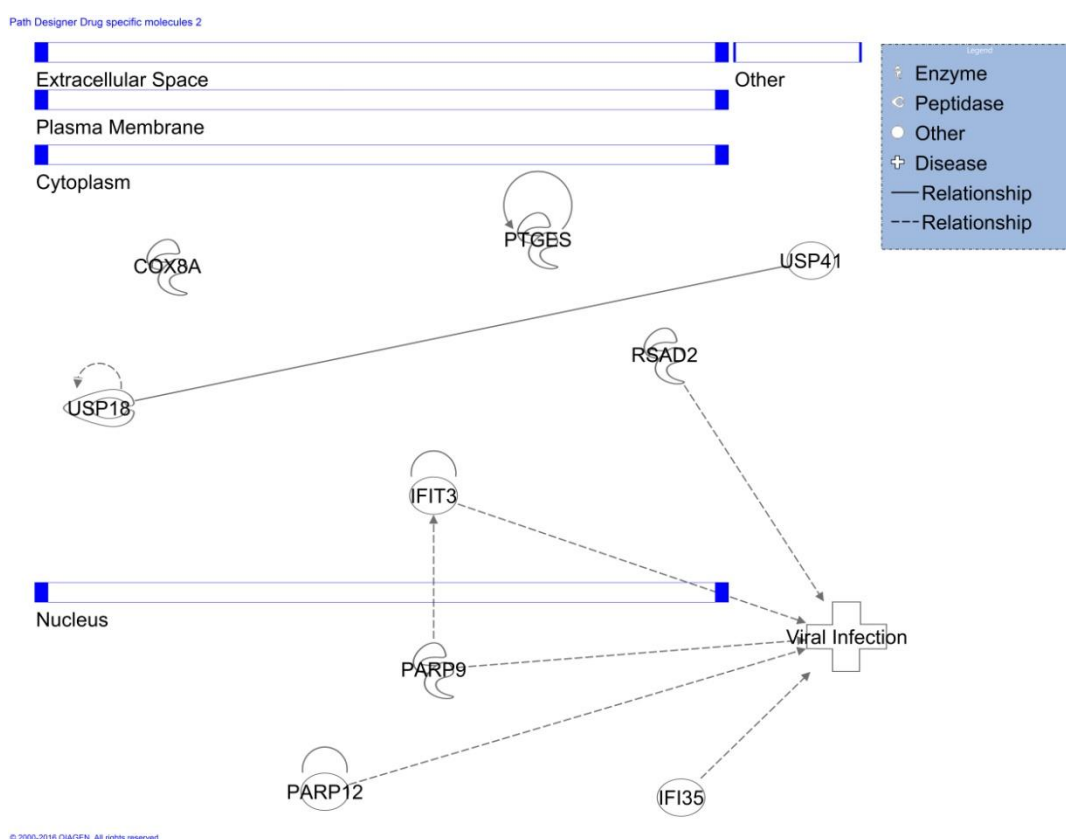 Path Designer Drug specific molecules 2
Legend
Extracellular Space
Other
Enzyme
Plasma Membrane
Peptidase
Other
Cytoplasm
Disease
Relationship
Relationship
PTGES
COX8A
USP41
RSAD2
USP18
IFIT3
Nucleus
Viral Infection
PARP9
PARP12
IFI35
© 2000-2016 QIAGEN. All rights reserved.